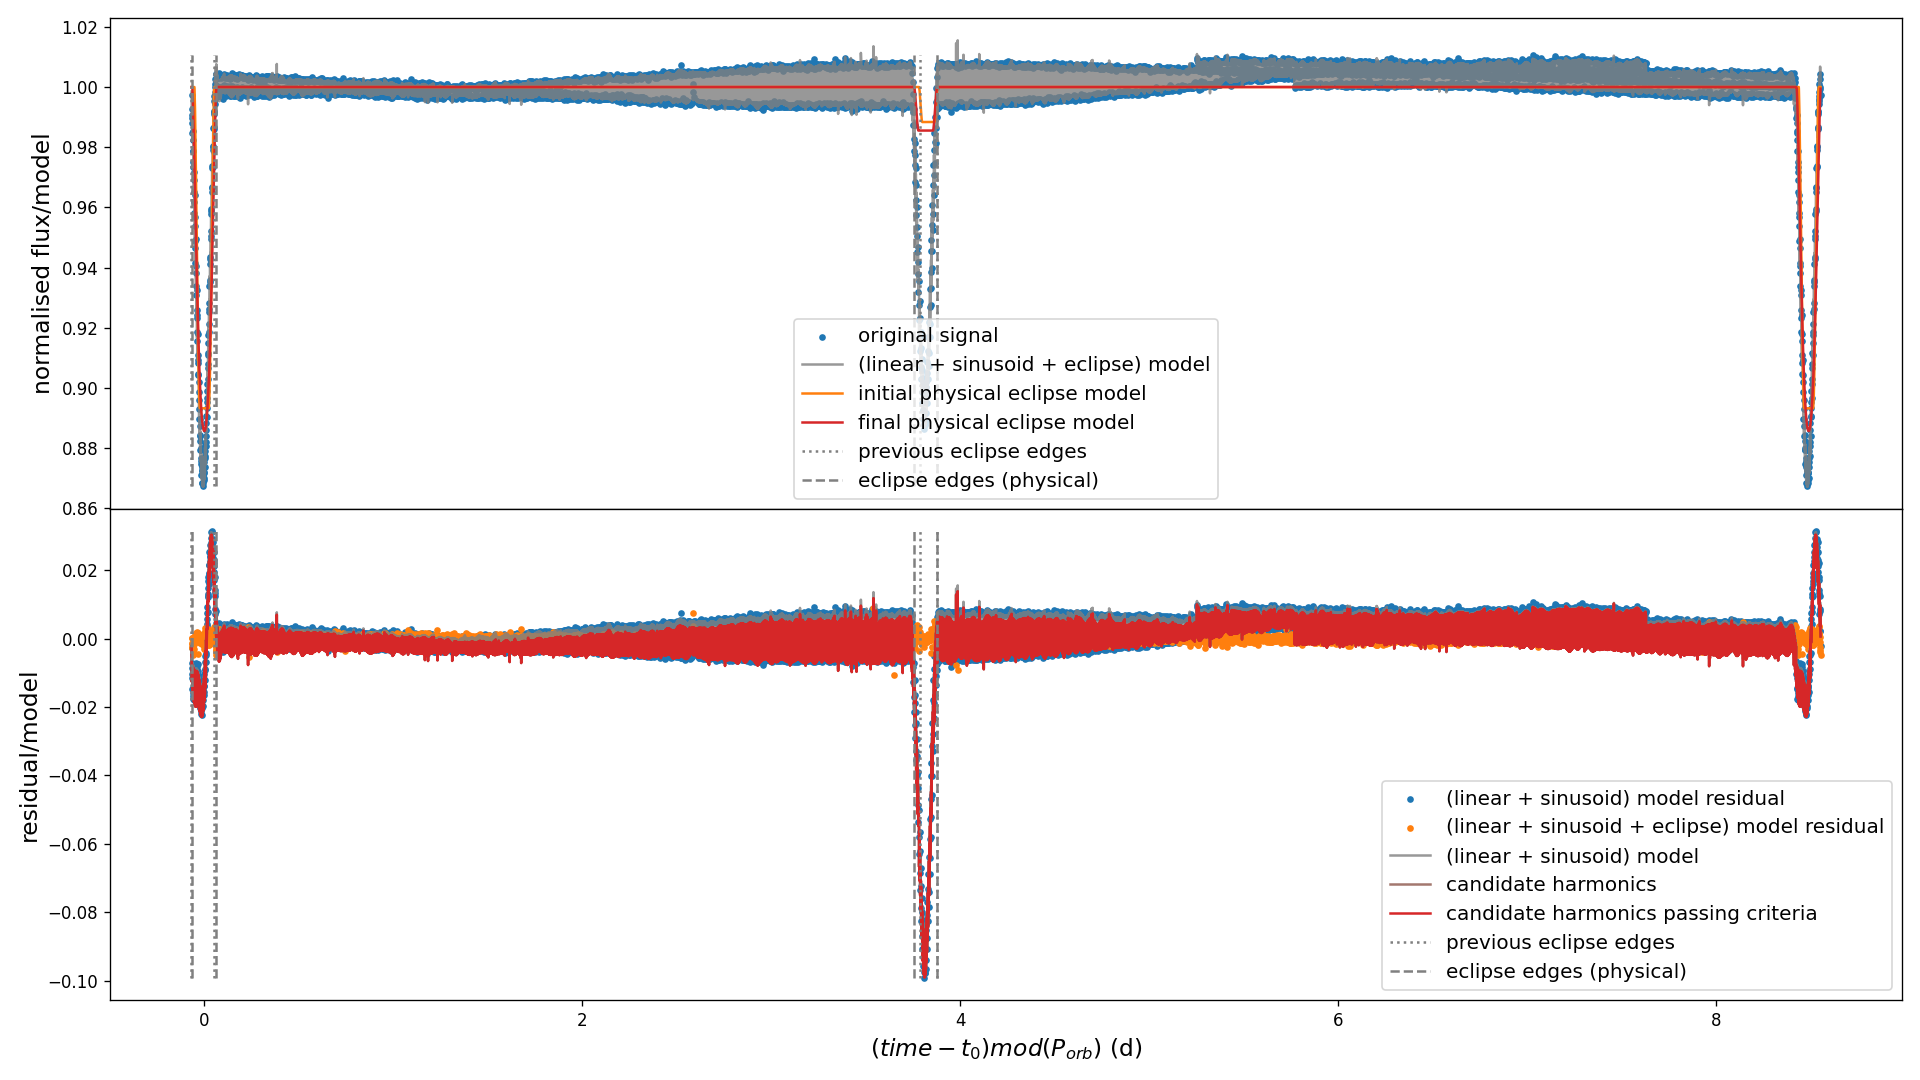 1.02
1.00
0.98
0.96
0.94
0.92
0.90
0.88
0.86
normalised flux/model
original signal
(linear + sinusoid + eclipse) model
initial physical eclipse model
final physical eclipse model
previous eclipse edges
eclipse edges (physical)
0.02
0.00
−0.02
−0.04
−0.06
−0.08
−0.10
residual/model
(linear + sinusoid) model residual
(linear + sinusoid + eclipse) model residual
(linear + sinusoid) model
candidate harmonics
candidate harmonics passing criteria
previous eclipse edges
eclipse edges (physical)
0 2 4 6 8
(time − t₀)mod(P_orb) (d)